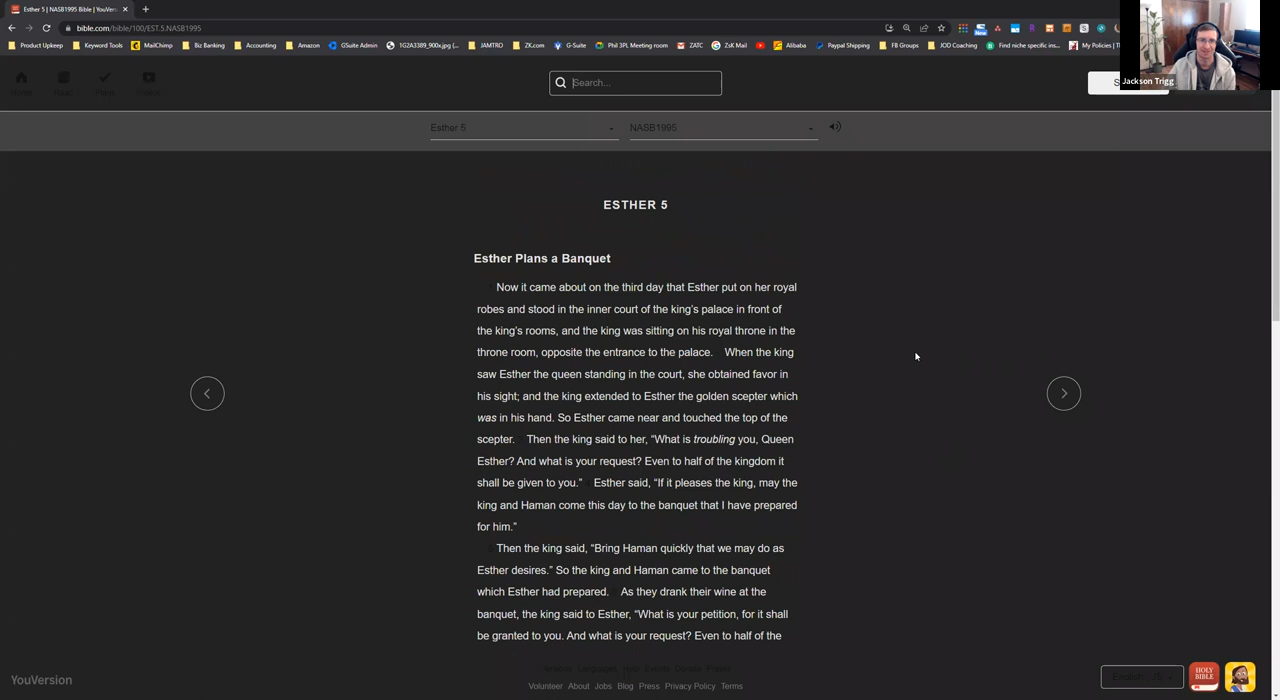 Esther 5 | NASB1995 Bible | YouVers
bible.com/bible/100/EST.5.NASB1995
Product Upkeep
Keyword Tools
MailChimp
Biz Banking
Accounting
Amazon
GSuite Admin
1G2A3389_900x.jpg (...
JAMTRO
ZK.com
G-Suite
Phil 3PL Meeting room
ZATC
ZsK Mail
Alibaba
Paypal Shipping
FB Groups
JOD Coaching
Find niche specific ins...
My Policies | T
New
Jackson Trigg
Home
Read
Plans
Videos
Search...
Esther 5
NASB1995
ESTHER 5
Esther Plans a Banquet
Now it came about on the third day that Esther put on her royal
robes and stood in the inner court of the king’s palace in front of
the king’s rooms, and the king was sitting on his royal throne in the
throne room, opposite the entrance to the palace. When the king
saw Esther the queen standing in the court, she obtained favor in
his sight; and the king extended to Esther the golden scepter which
was in his hand. So Esther came near and touched the top of the
scepter. Then the king said to her, “What is troubling you, Queen
Esther? And what is your request? Even to half of the kingdom it
shall be given to you.” Esther said, “If it pleases the king, may the
king and Haman come this day to the banquet that I have prepared
for him.”
Then the king said, “Bring Haman quickly that we may do as
Esther desires.” So the king and Haman came to the banquet
which Esther had prepared. As they drank their wine at the
banquet, the king said to Esther, “What is your petition, for it shall
be granted to you. And what is your request? Even to half of the
Versions Languages Help Events Donate
YouVersion
Volunteer About Jobs Blog Press Privacy Policy Terms
English
HOLY
BIBLE